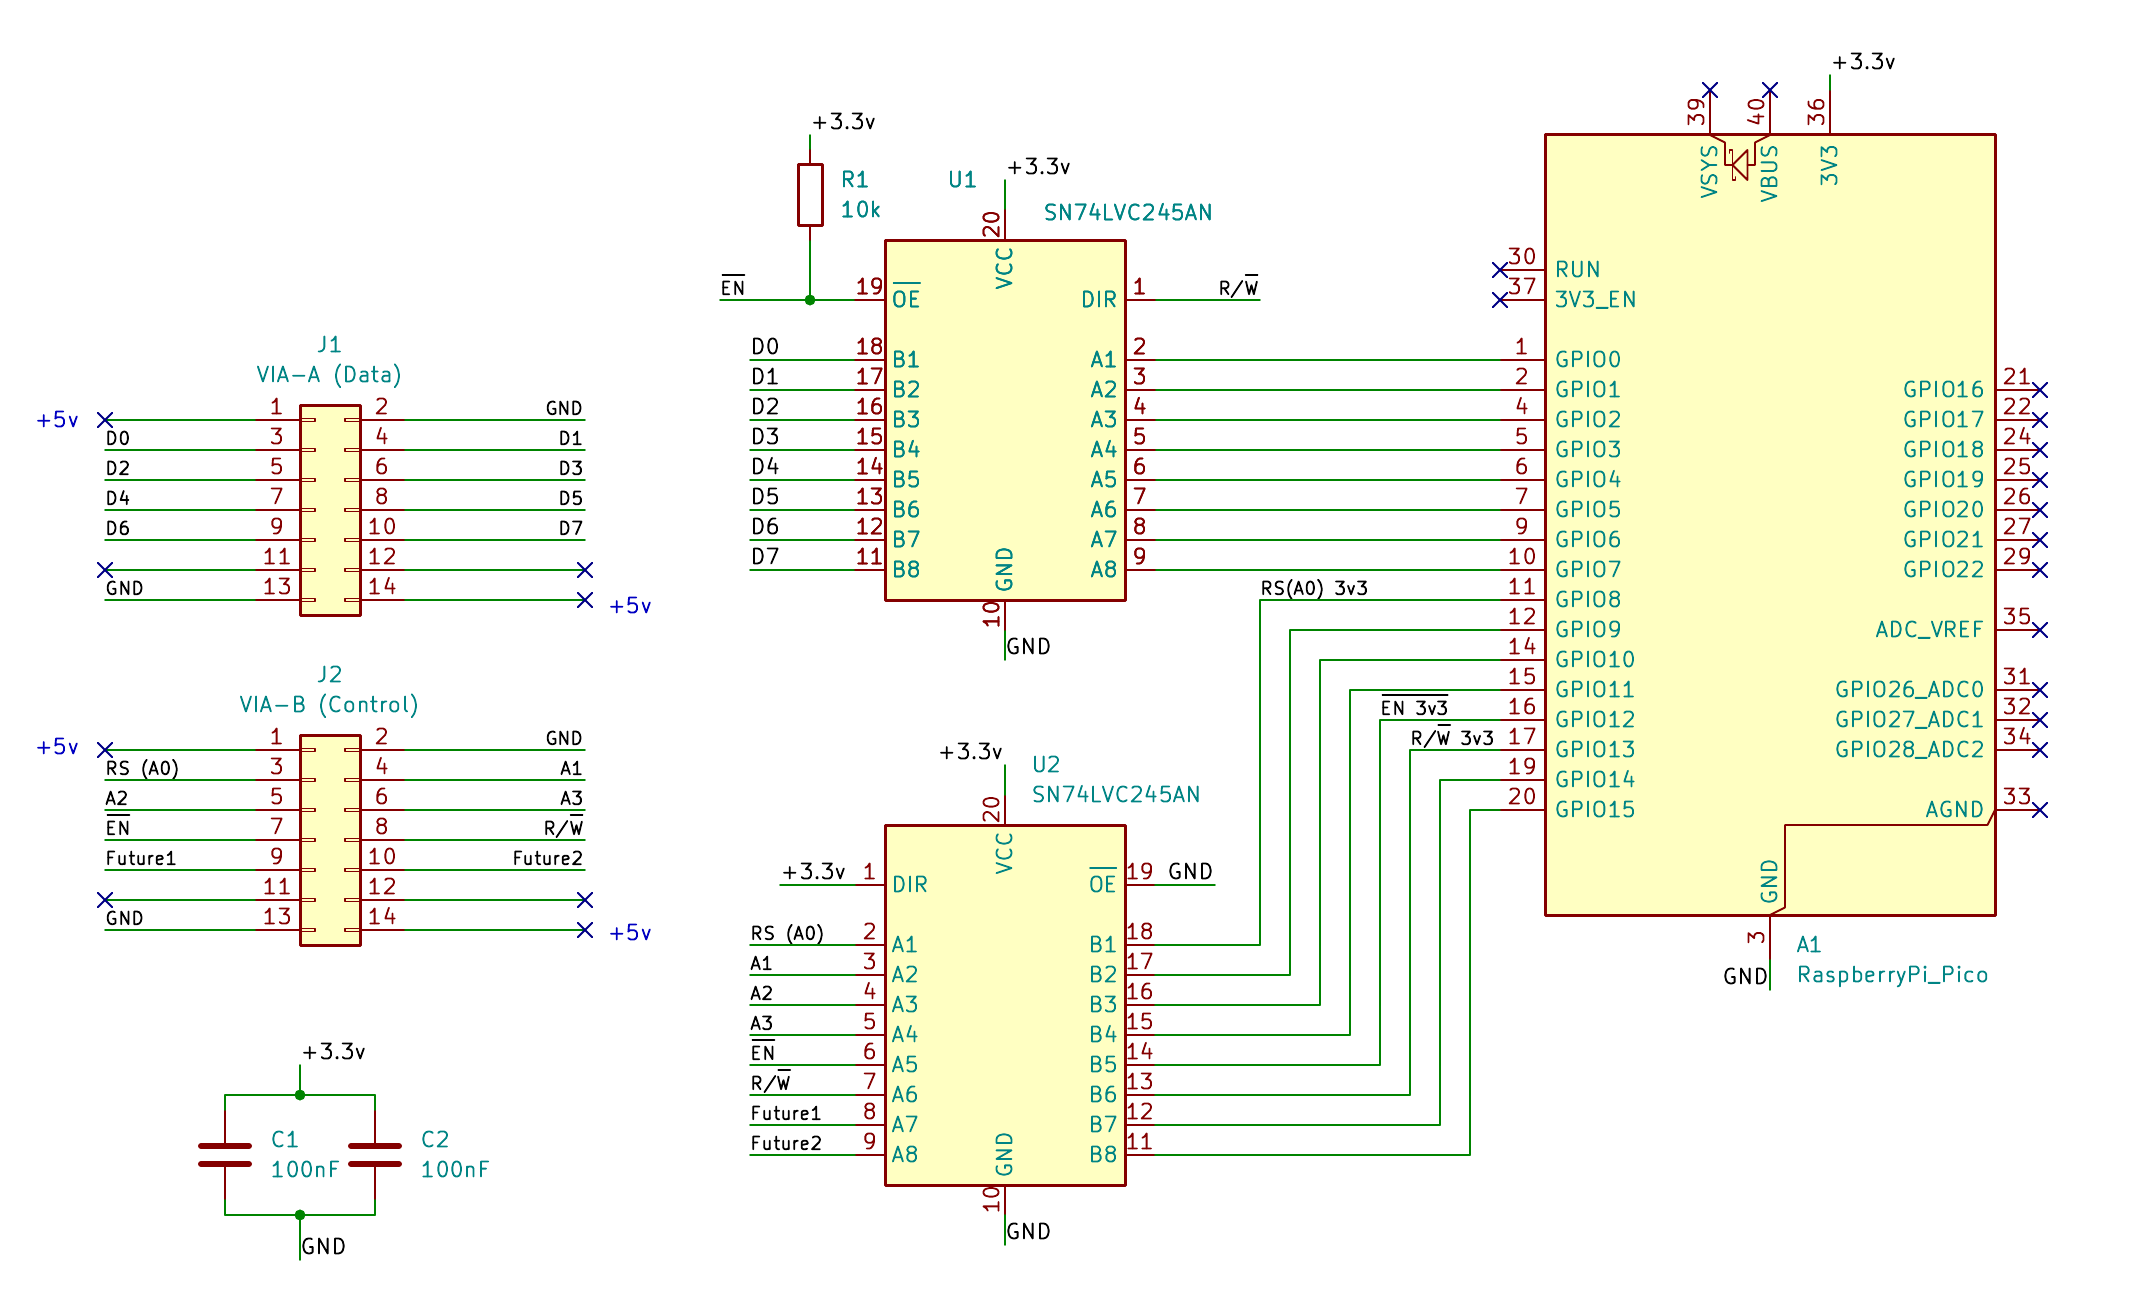 J1
VIA-A (Data)
+5v 1 2 GND
D0 3 4 D1
D2 5 6 D3
D4 7 8 D5
D6 9 10 D7
11 12
GND 13 14 +5v
J2
VIA-B (Control)
+5v 1 2 GND
RS (A0) 3 4 A1
A2 5 6 A3
EN 7 8 R/W
Future1 9 10 Future2
11 12
GND 13 14 +5v
+3.3v
C1
100nF
C2
100nF
GND
+3.3v
R1
10k
U1
+3.3v
SN74LVC245AN
20
VCC
EN 19 OE DIR 1 R/W
D0 18 B1 A1 2
D1 17 B2 A2 3
D2 16 B3 A3 4
D3 15 B4 A4 5
D4 14 B5 A5 6
D5 13 B6 A6 7
D6 12 B7 A7 8
D7 11 B8 A8 9
GND
10
GND
+3.3v
U2
SN74LVC245AN
20
VCC
+3.3v 1 DIR OE 19 GND
RS (A0) 2 A1 B1 18
A1 3 A2 B2 17
A2 4 A3 B3 16
A3 5 A4 B4 15
EN 6 A5 B5 14
R/W 7 A6 B6 13
Future1 8 A7 B7 12
Future2 9 A8 B8 11
GND
10
GND
+3.3v
39 40 36
VSYS VBUS 3V3
30 RUN
37 3V3_EN
1 GPIO0
2 GPIO1 GPIO16 21
4 GPIO2 GPIO17 22
5 GPIO3 GPIO18 24
6 GPIO4 GPIO19 25
7 GPIO5 GPIO20 26
9 GPIO6 GPIO21 27
10 GPIO7 GPIO22 29
RS(A0) 3v3 11 GPIO8
12 GPIO9 ADC_VREF 35
14 GPIO10
15 GPIO11 GPIO26_ADC0 31
EN 3v3 16 GPIO12 GPIO27_ADC1 32
R/W 3v3 17 GPIO13 GPIO28_ADC2 34
19 GPIO14
20 GPIO15 AGND 33
GND
3
GND
A1
RaspberryPi_Pico